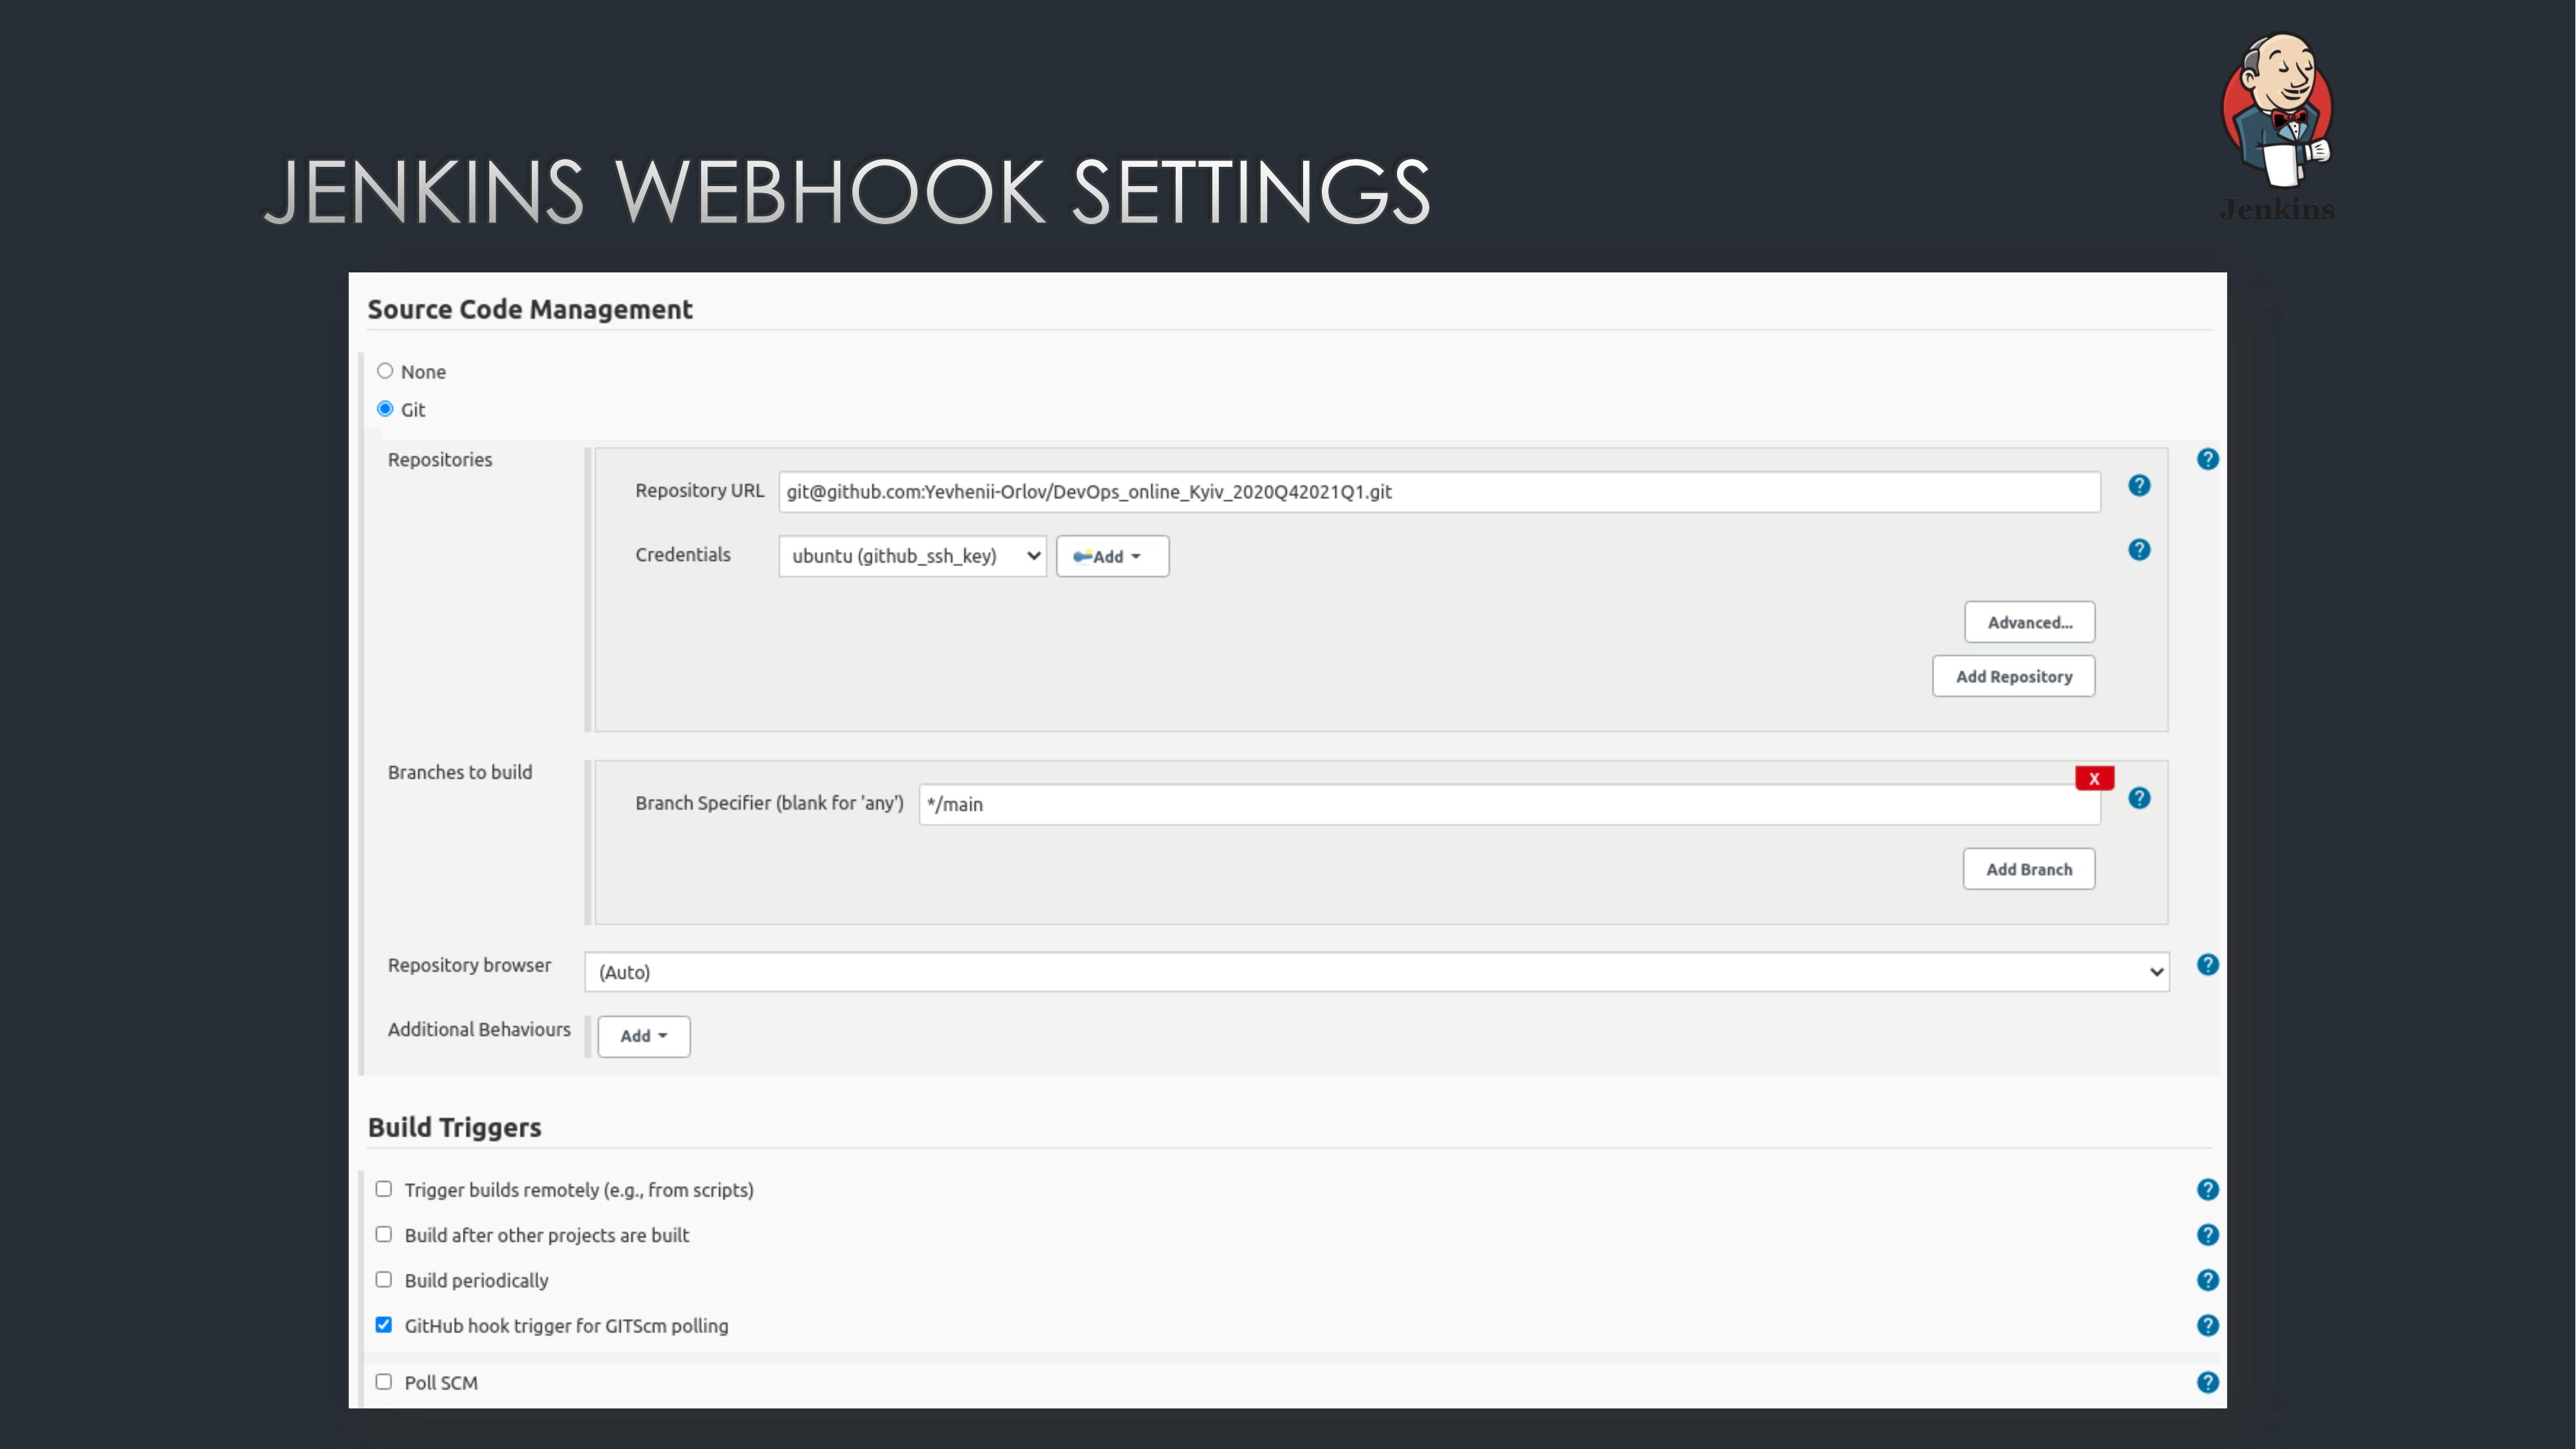 JENKINS WEBHOOK SETTINGS
Jenkins
Source Code Management
None
Git
Repositories
Repository URL git@github.com:Yevhenii-Orlov/DevOps_online_Kyiv_2020Q42021Q1.git
Credentials ubuntu (github_ssh_key) Add
Advanced...
Add Repository
Branches to build
X
Branch Specifier (blank for 'any') */main
Add Branch
Repository browser (Auto)
Additional Behaviours Add
Build Triggers
Trigger builds remotely (e.g., from scripts)
Build after other projects are built
Build periodically
GitHub hook trigger for GITScm polling
Poll SCM